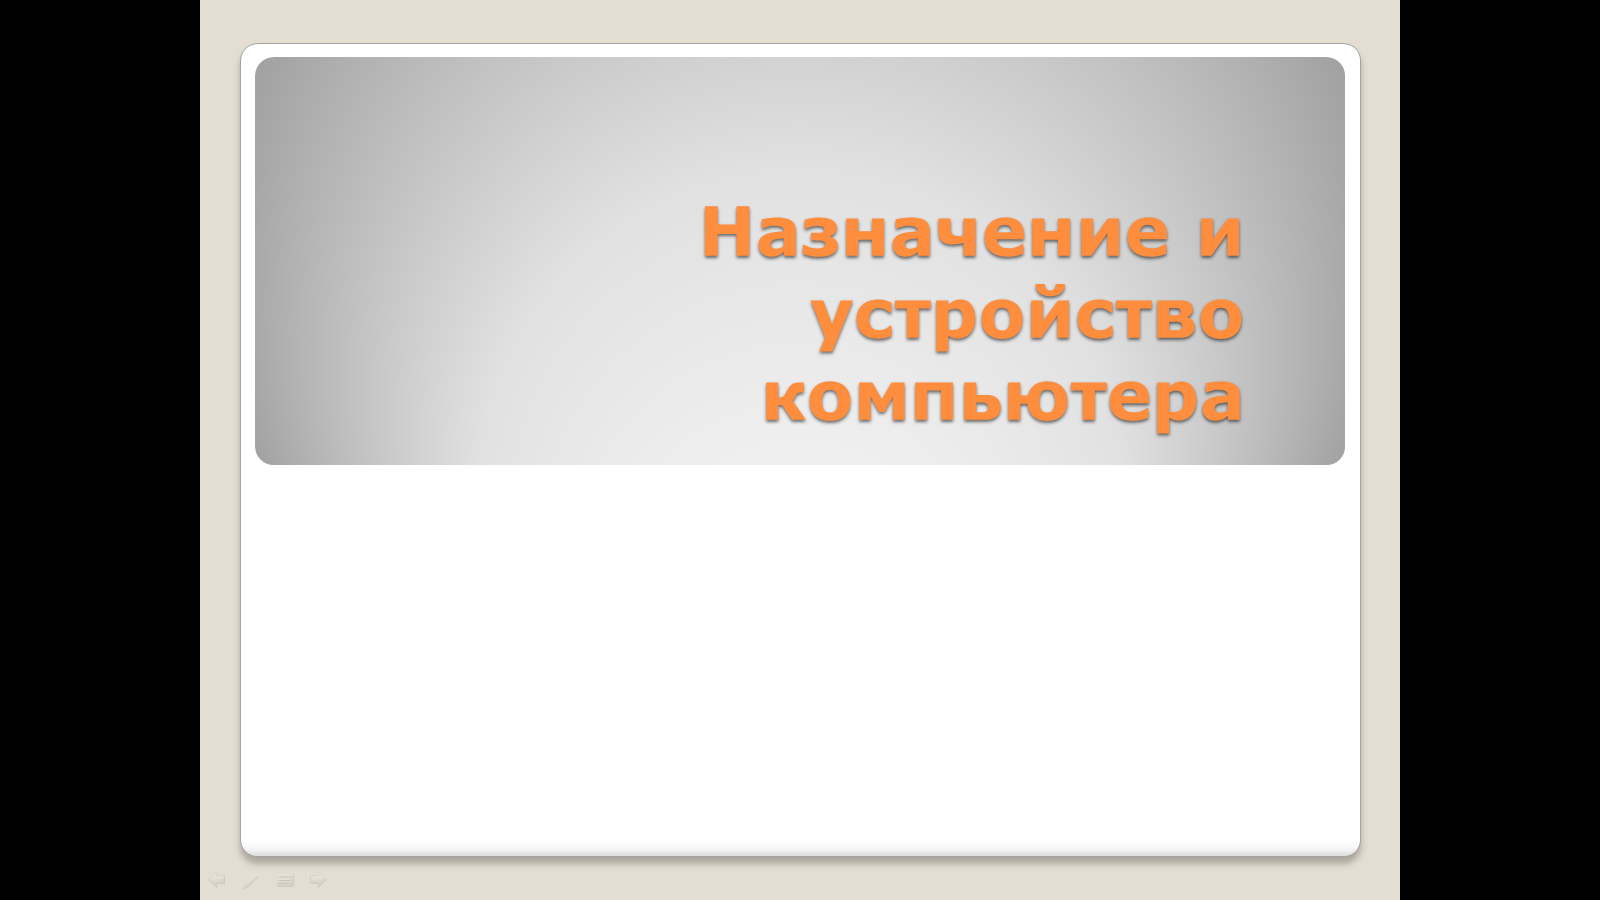 Назначение и
устройство
компьютера